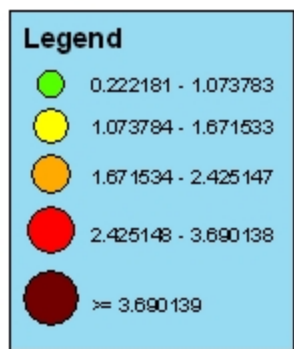 Legend
0.222181 - 1.073783
1.073784 - 1.671533
1.671534 - 2.425147
2.425148 - 3.690138
>= 3.690139